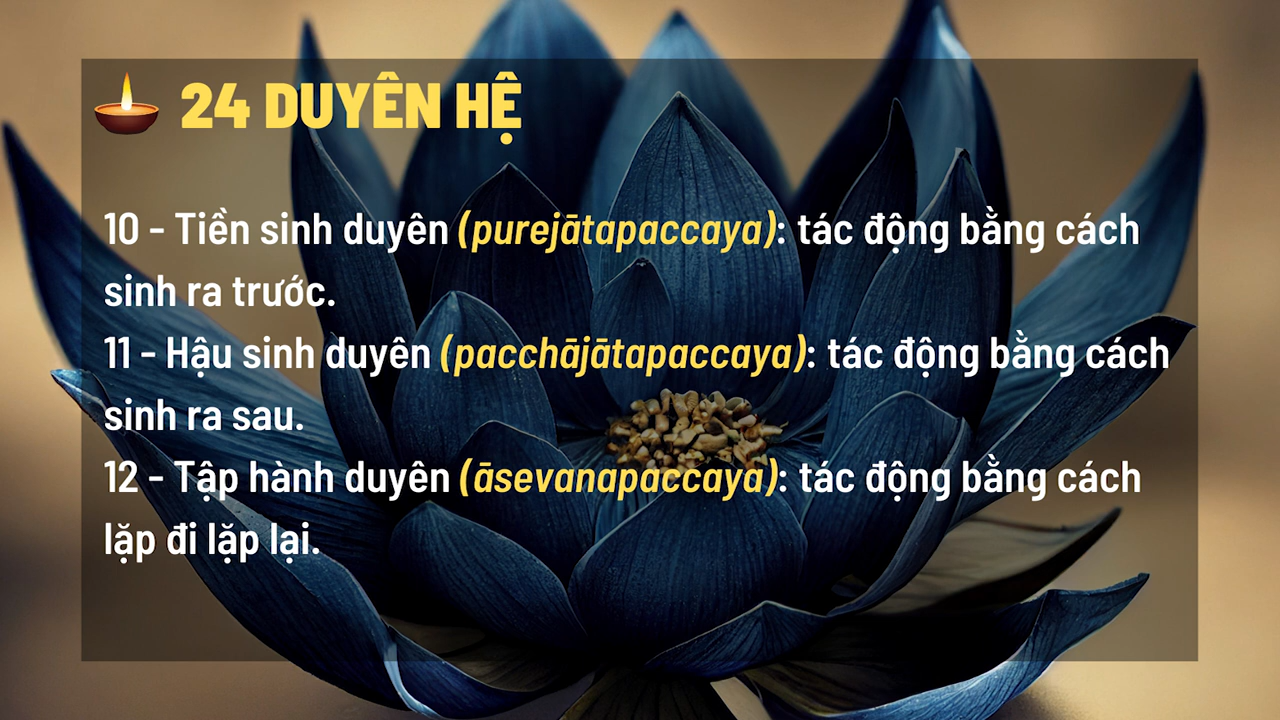 24 DUYÊN HỆ
10 - Tiền sinh duyên (purejātapaccaya): tác động bằng cách
sinh ra trước.
11 - Hậu sinh duyên (pacchājātapaccaya): tác động bằng cách
sinh ra sau.
12 - Tập hành duyên (āsevanapaccaya): tác động bằng cách
lặp đi lặp lại.